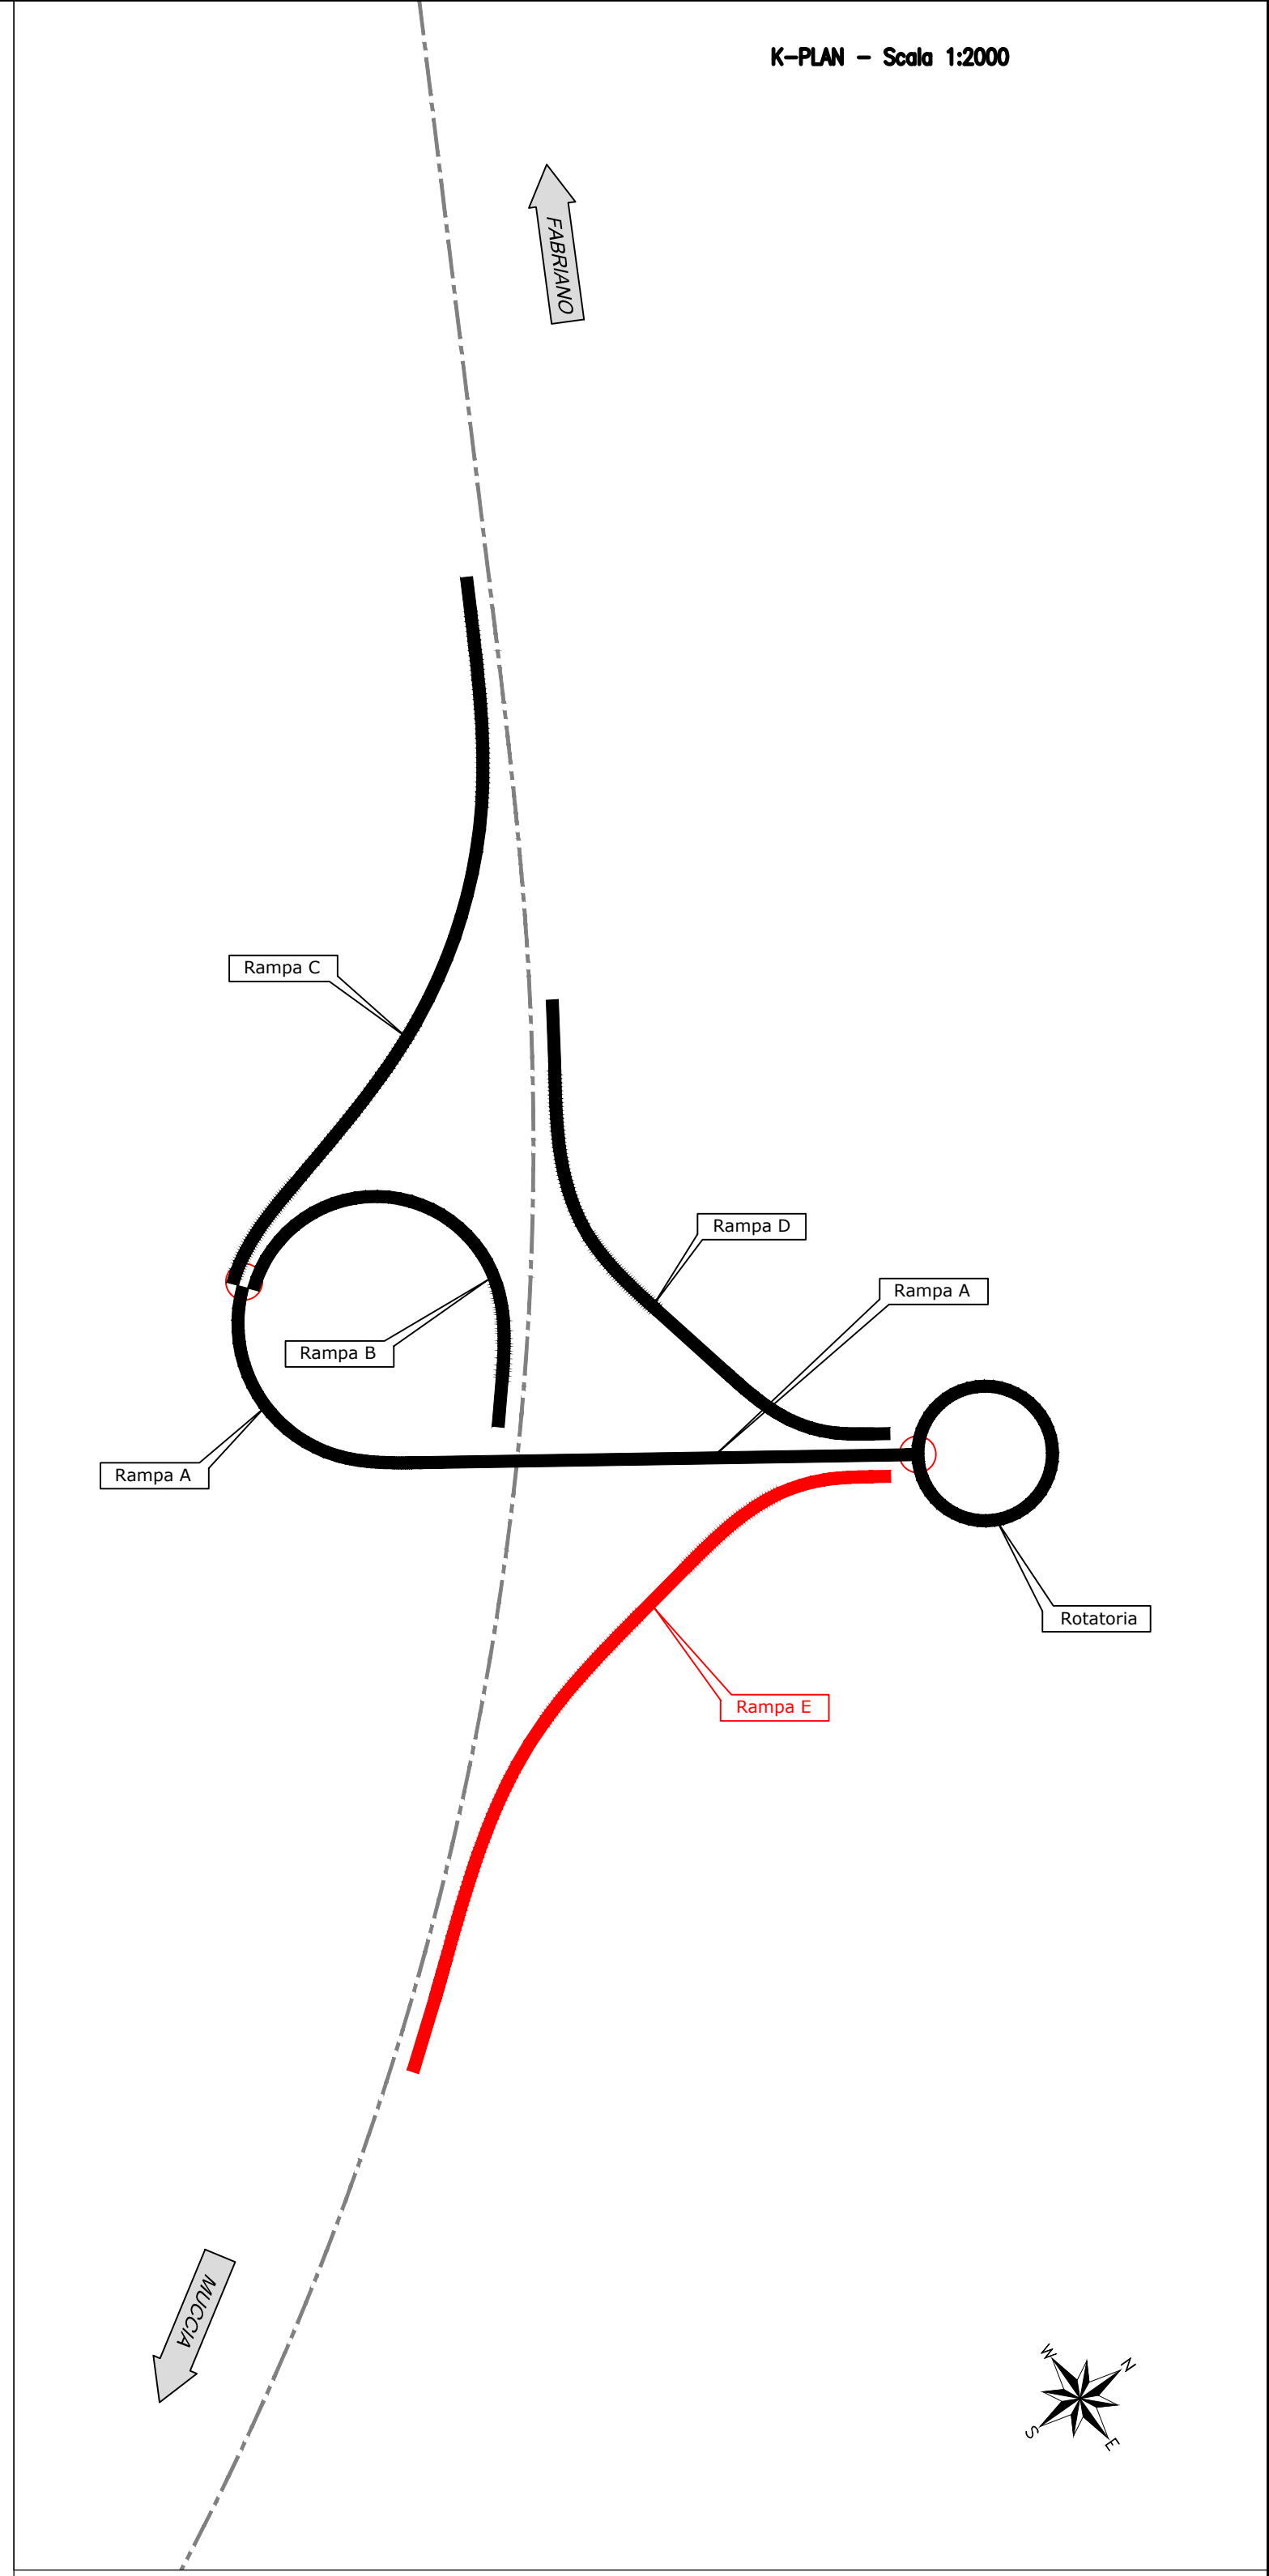 K-PLAN - Scala 1:2000
FABRIANO
Rampa C
Rampa D
Rampa A
Rampa B
Rampa A
Rotatoria
Rampa E
MUCCIA
W
N
S
E